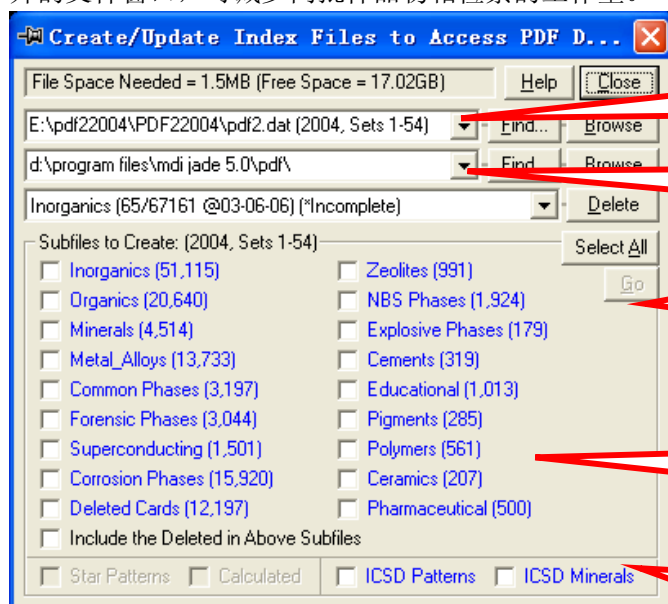 Create/Update Index Files to Access PDF D...
File Space Needed = 1.5MB (Free Space = 17.02GB) Help Close
E:\pdf22004\PDF22004\pdf2.dat (2004, Sets 1-54) Find... Browse
d:\program files\mdi jade 5.0\pdf\ Find... Browse
Inorganics (65/67161 @03-06-06) (*Incomplete) Delete
Subfiles to Create: (2004, Sets 1-54) Select All
Inorganics (51,115) Zeolites (991) Go
Organics (20,640) NBS Phases (1,924)
Minerals (4,514) Explosive Phases (179)
Metal_Alloys (13,733) Cements (319)
Common Phases (3,197) Educational (1,013)
Forensic Phases (3,044) Pigments (285)
Superconducting (1,501) Polymers (561)
Corrosion Phases (15,920) Ceramics (207)
Deleted Cards (12,197) Pharmaceutical (500)
Include the Deleted in Above Subfiles
Star Patterns Calculated ICSD Patterns ICSD Minerals